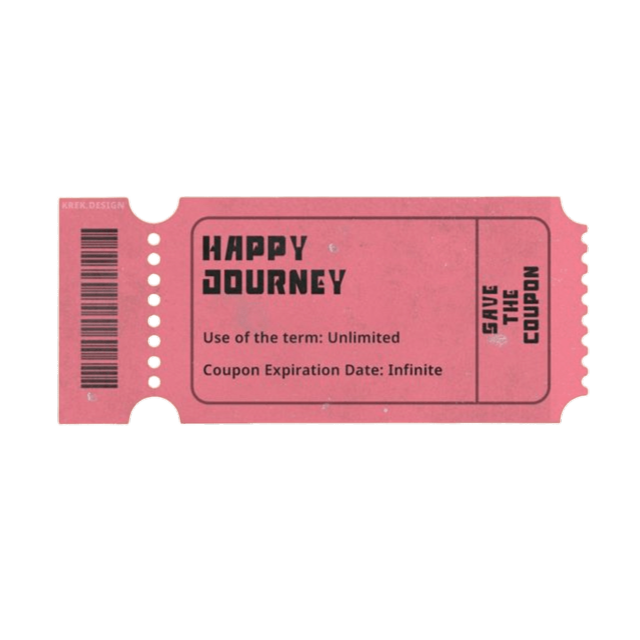 KRFK.DESIGN
HAPPY
JOURNEY
Use of the term: Unlimited
Coupon Expiration Date: Infinite
SAVE
THE
COUPON